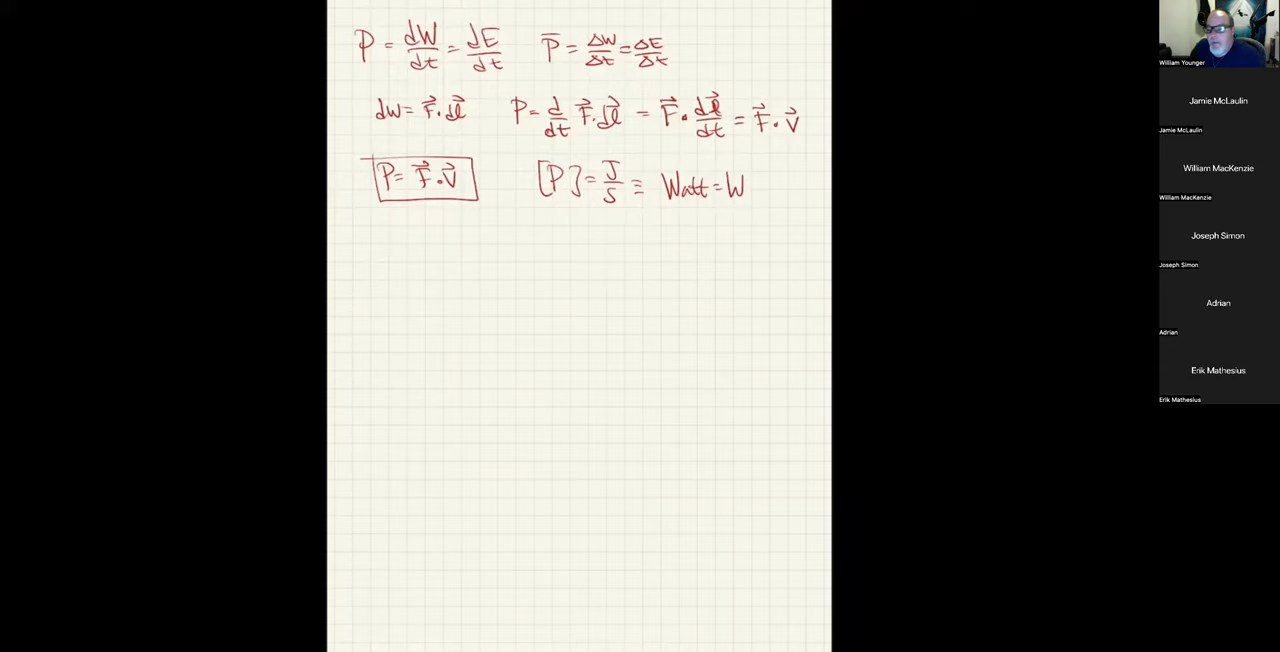 P = dW/dt = dE/dt   P̅ = ΔW/Δt = ΔE/Δt
dW = F⃗ · dl⃗   P = d/dt F⃗ · dl⃗ = F⃗ · dl⃗/dt = F⃗ · v⃗
P = F⃗ · v⃗   [P] = J/s ≡ Watt = W
William Younger
Jamie McLaulin
Jamie McLaulin
William MacKenzie
William MacKenzie
Joseph Simon
Joseph Simon
Adrian
Adrian
Erik Mathesius
Erik Mathesius